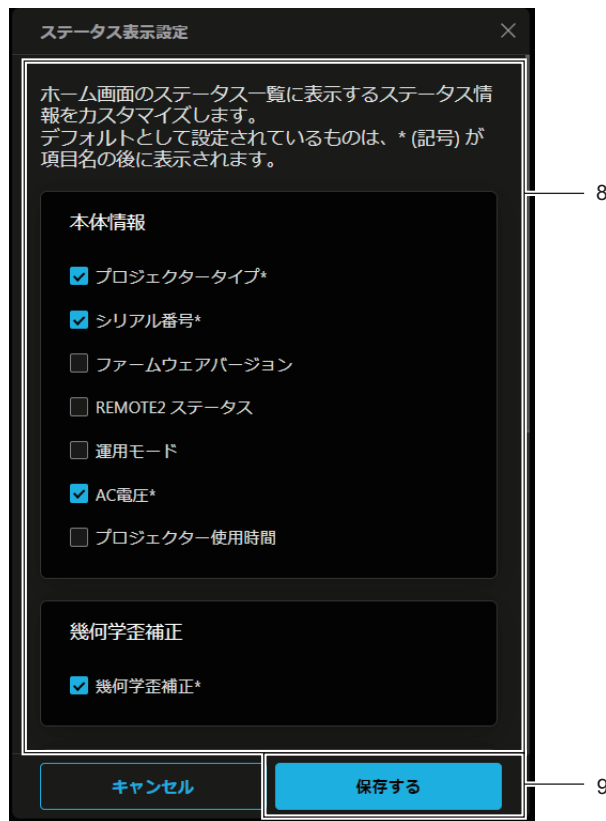 ステータス表示設定
ホーム画面のステータス一覧に表示するステータス情
報をカスタマイズします。
デフォルトとして設定されているものは、* (記号) が
項目名の後に表示されます。
8
本体情報
プロジェクタータイプ*
シリアル番号*
ファームウェアバージョン
REMOTE2 ステータス
運用モード
AC電圧*
プロジェクター使用時間
幾何学歪補正
幾何学歪補正*
キャンセル
保存する
9